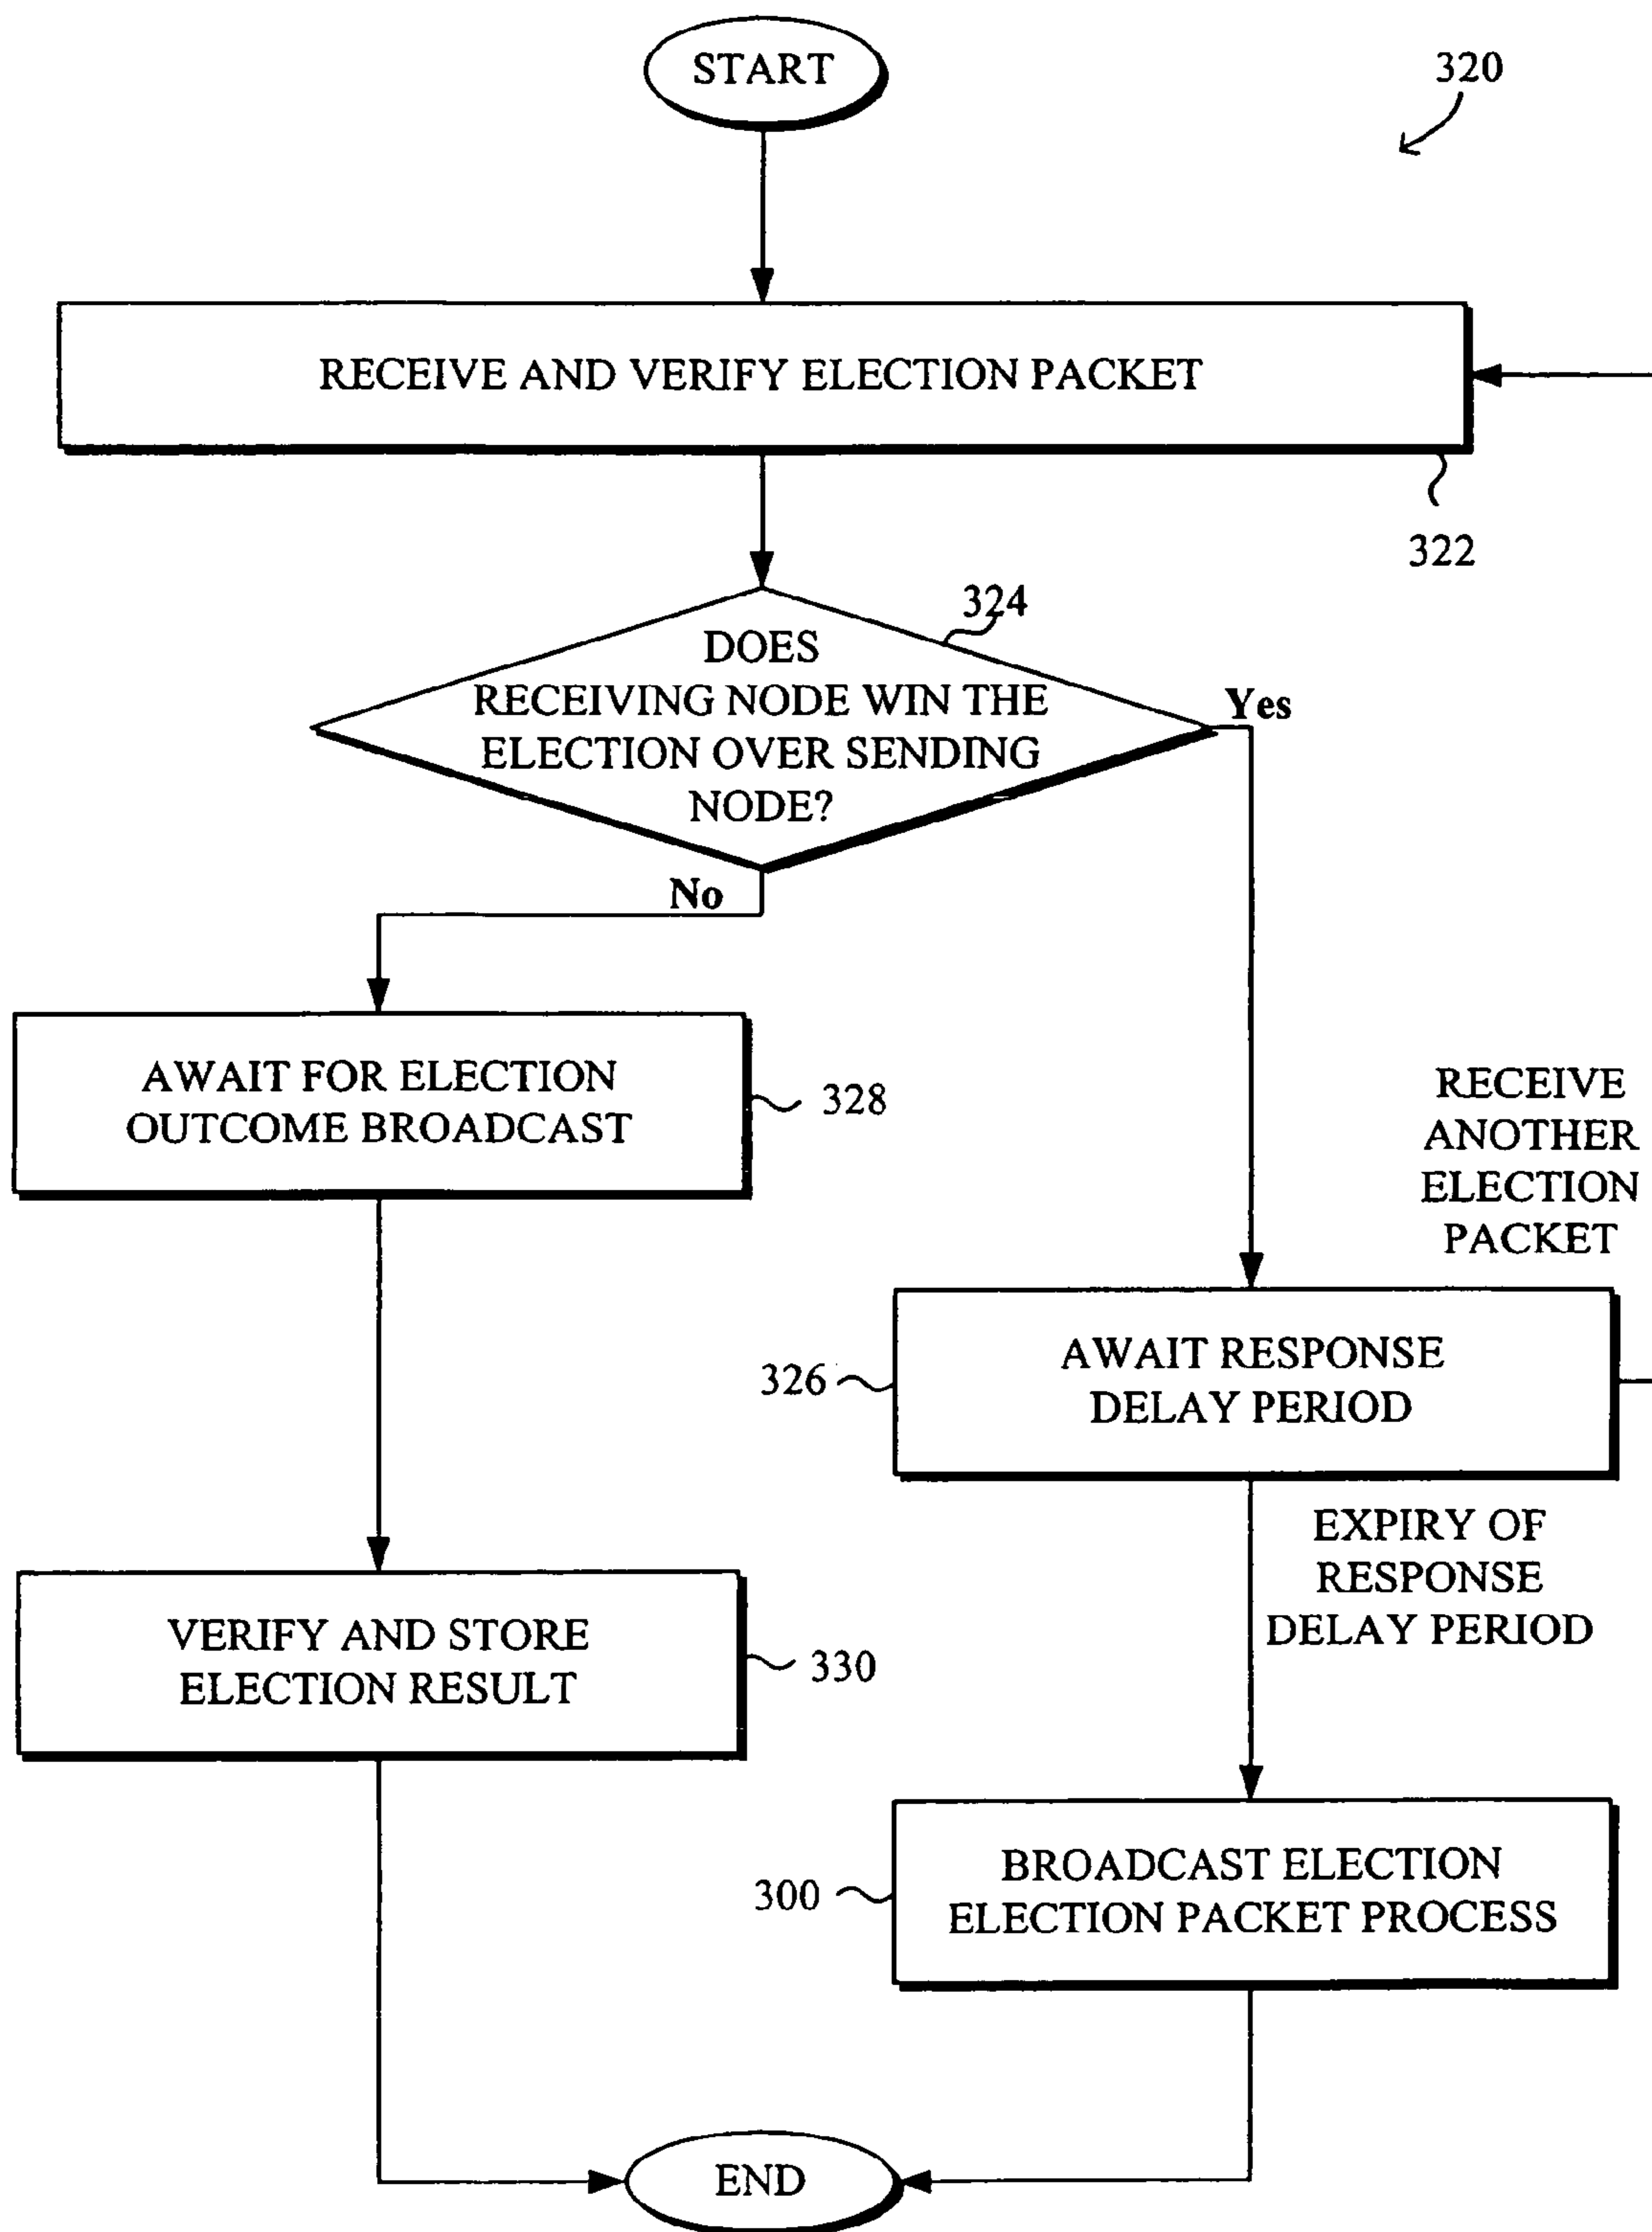 START
320
RECEIVE AND VERIFY ELECTION PACKET
322
324
DOES
RECEIVING NODE WIN THE
ELECTION OVER SENDING
NODE?
Yes
No
AWAIT FOR ELECTION
OUTCOME BROADCAST
328
RECEIVE
ANOTHER
ELECTION
PACKET
326
AWAIT RESPONSE
DELAY PERIOD
EXPIRY OF
RESPONSE
DELAY PERIOD
VERIFY AND STORE
ELECTION RESULT
330
300
BROADCAST ELECTION
ELECTION PACKET PROCESS
END